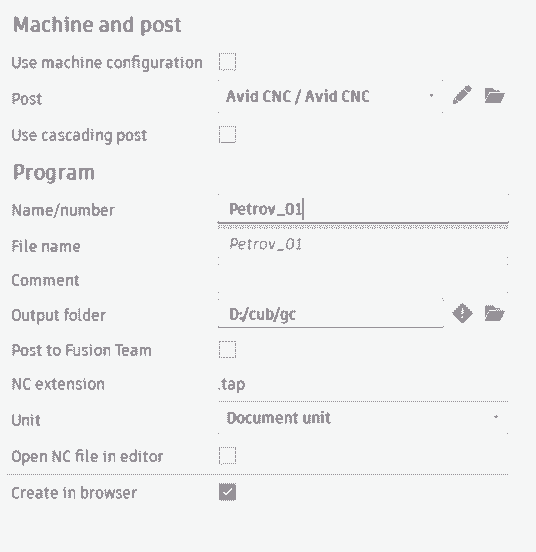 Machine and post
Use machine configuration
Post Avid CNC / Avid CNC
Use cascading post
Program
Name/number Petrov_01
File name Petrov_01
Comment
Output folder D:/cub/gc
Post to Fusion Team
NC extension .tap
Unit Document unit
Open NC file in editor
Create in browser